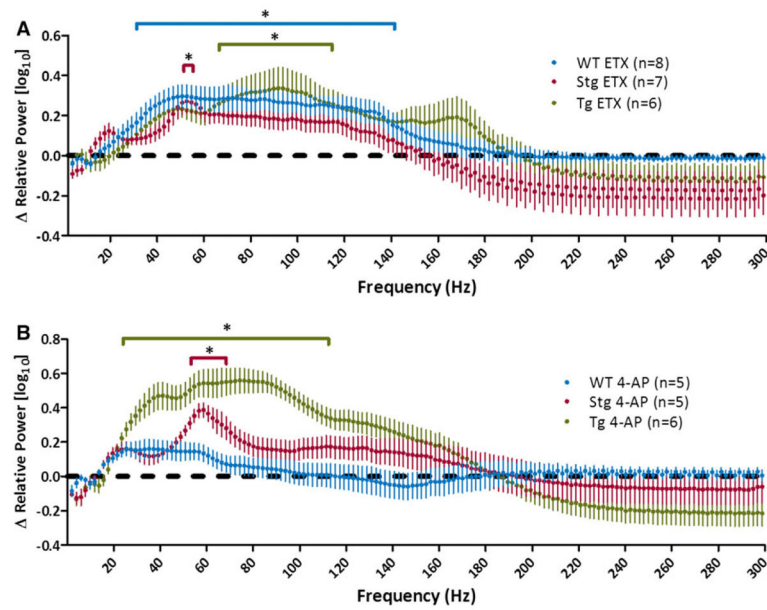 A
*
*
*
WT ETX (n=8)
Stg ETX (n=7)
Tg ETX (n=6)
Δ Relative Power [log10]
0.6
0.4
0.2
0.0
-0.2
-0.4
20 40 60 80 100 120 140 160 180 200 220 240 260 280 300
Frequency (Hz)
B
*
*
WT 4-AP (n=5)
Stg 4-AP (n=5)
Tg 4-AP (n=6)
Δ Relative Power [log10]
0.8
0.6
0.4
0.2
0.0
-0.2
-0.4
20 40 60 80 100 120 140 160 180 200 220 240 260 280 300
Frequency (Hz)